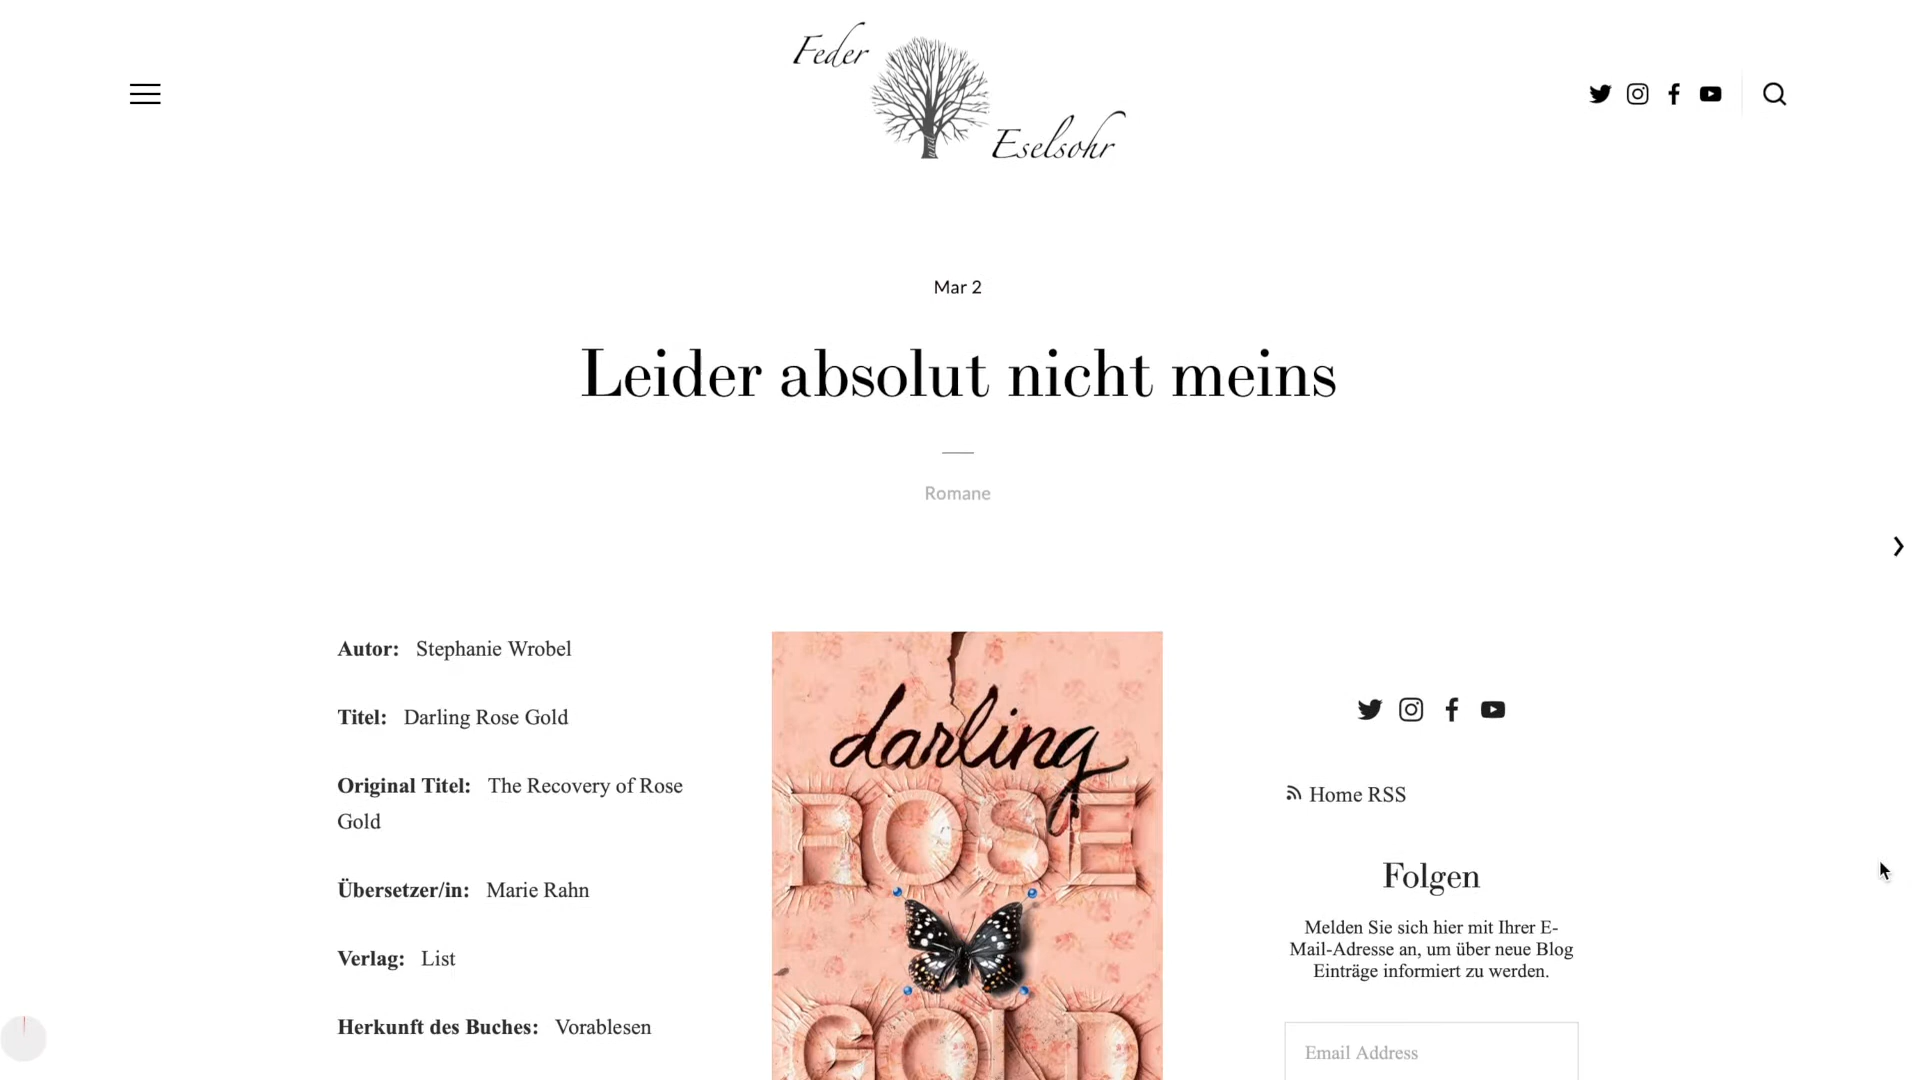 Feder
und
Eselsohr
Mar 2
Leider absolut nicht meins
Romane
Autor: Stephanie Wrobel
Titel: Darling Rose Gold
Original Titel: The Recovery of Rose
Gold
Übersetzer/in: Marie Rahn
Verlag: List
Herkunft des Buches: Vorablesen
darling
ROSE
GOLD
Home RSS
Folgen
Melden Sie sich hier mit Ihrer E-
Mail-Adresse an, um über neue Blog
Einträge informiert zu werden.
Email Address